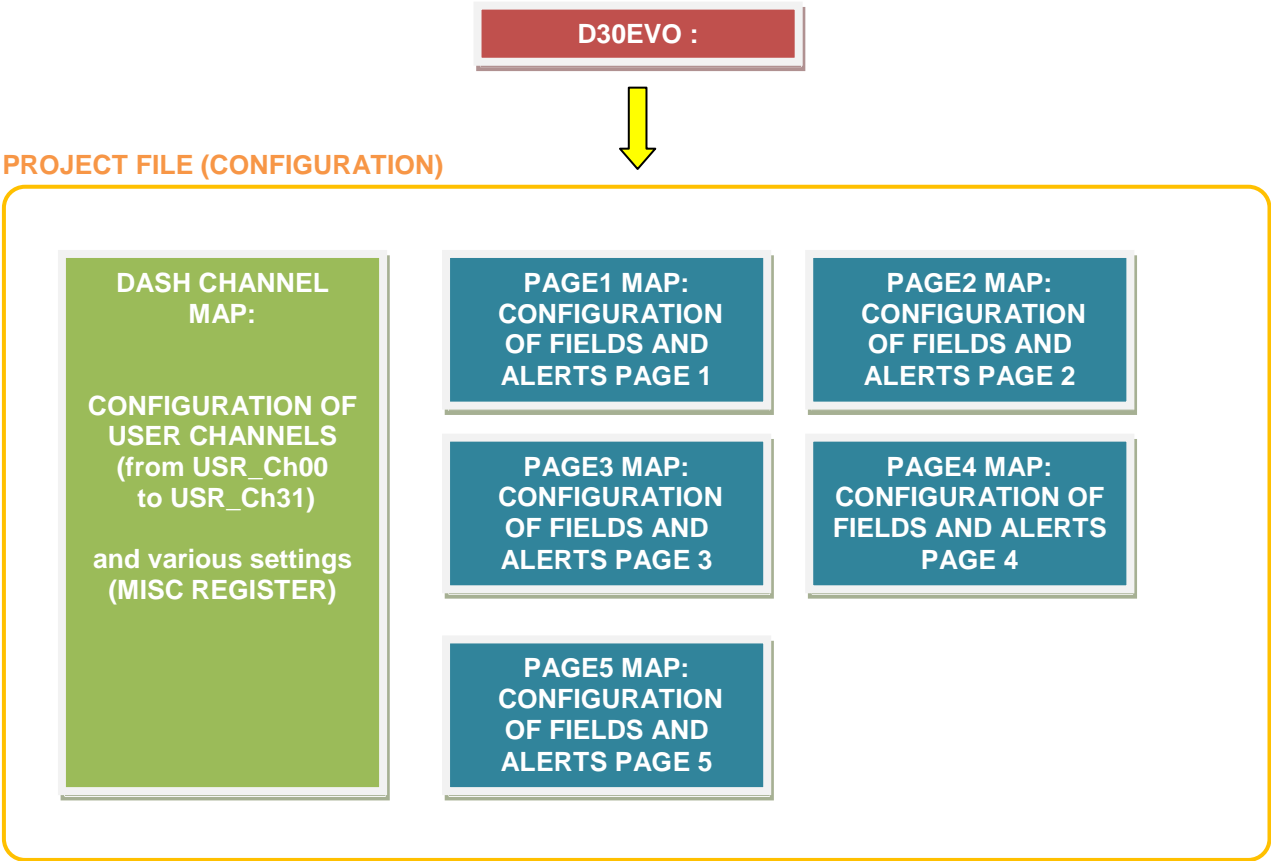 D30EVO :
PROJECT FILE (CONFIGURATION)
DASH CHANNEL
MAP:
CONFIGURATION OF
USER CHANNELS
(from USR_Ch00
to USR_Ch31)
and various settings
(MISC REGISTER)
PAGE1 MAP:
CONFIGURATION
OF FIELDS AND
ALERTS PAGE 1
PAGE2 MAP:
CONFIGURATION
OF FIELDS AND
ALERTS PAGE 2
PAGE3 MAP:
CONFIGURATION
OF FIELDS AND
ALERTS PAGE 3
PAGE4 MAP:
CONFIGURATION OF
FIELDS AND ALERTS
PAGE 4
PAGE5 MAP:
CONFIGURATION
OF FIELDS AND
ALERTS PAGE 5